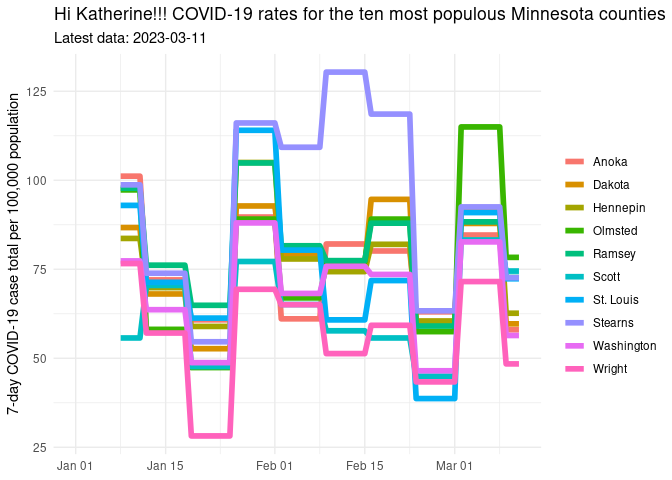 Hi Katherine!!! COVID-19 rates for the ten most populous Minnesota counties
Latest data: 2023-03-11
7-day COVID-19 case total per 100,000 population
125
100
75
50
25
Jan 01
Jan 15
Feb 01
Feb 15
Mar 01
Anoka
Dakota
Hennepin
Olmsted
Ramsey
Scott
St. Louis
Stearns
Washington
Wright